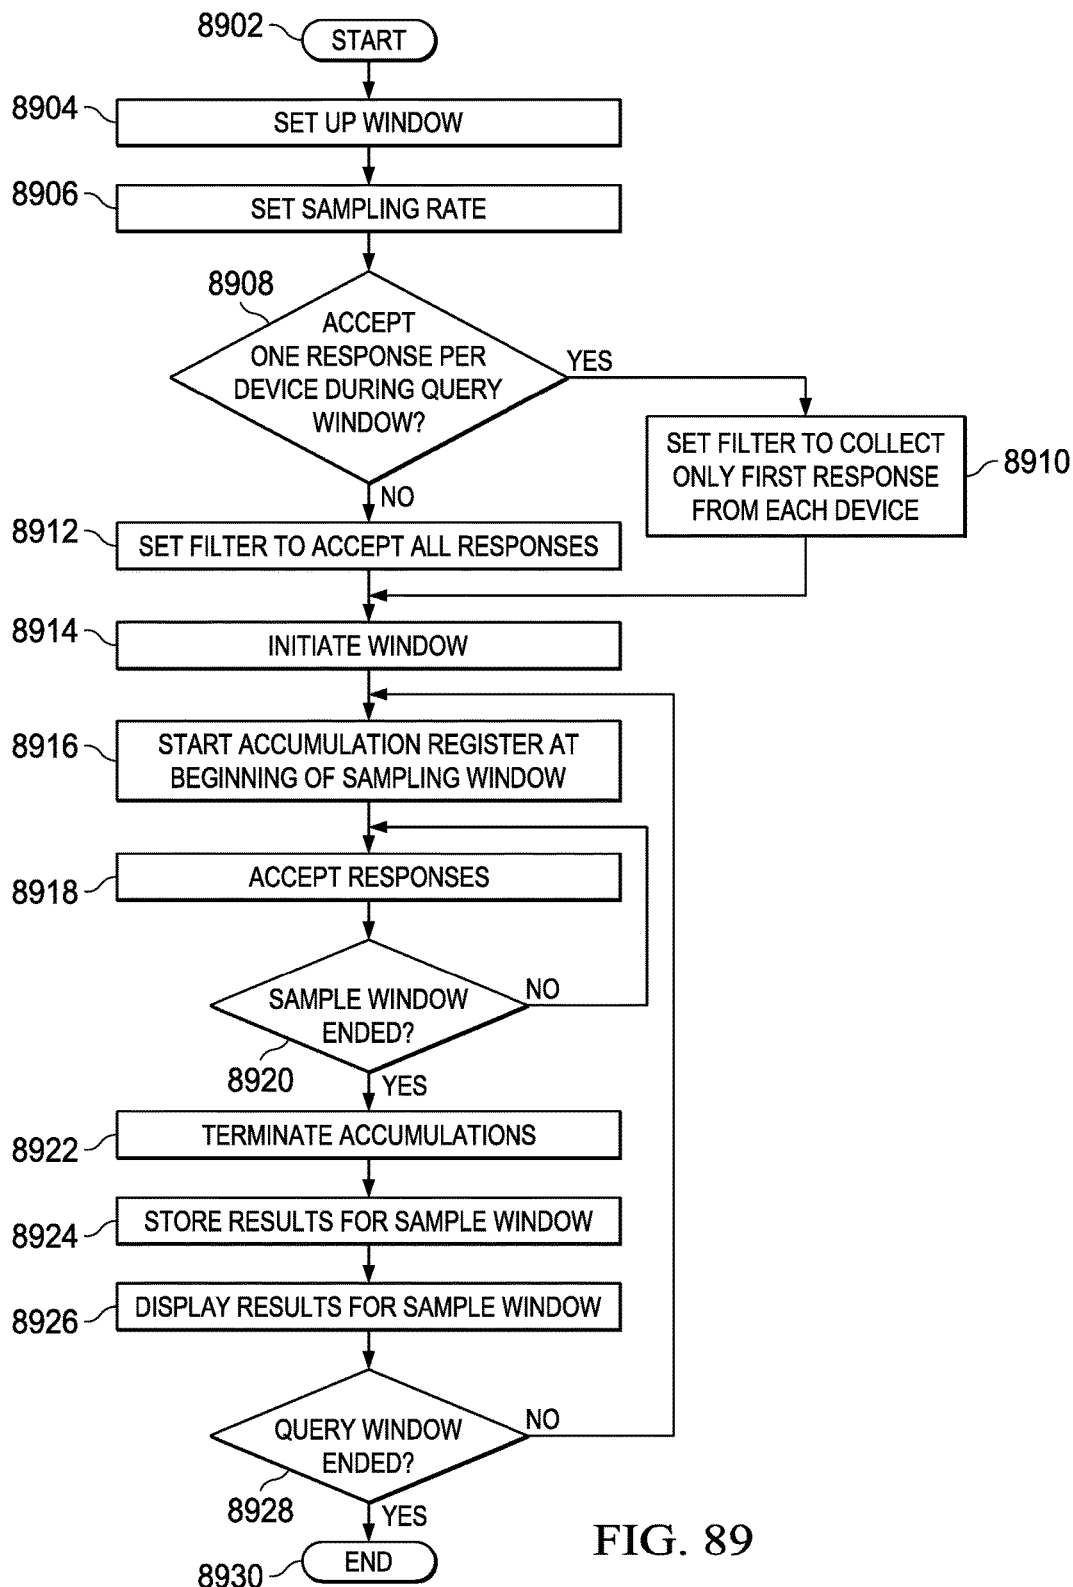 8902
START
8904
SET UP WINDOW
8906
SET SAMPLING RATE
8908
ACCEPT
ONE RESPONSE PER
DEVICE DURING QUERY
WINDOW?
YES
SET FILTER TO COLLECT
ONLY FIRST RESPONSE
FROM EACH DEVICE
8910
NO
8912
SET FILTER TO ACCEPT ALL RESPONSES
8914
INITIATE WINDOW
8916
START ACCUMULATION REGISTER AT
BEGINNING OF SAMPLING WINDOW
8918
ACCEPT RESPONSES
SAMPLE WINDOW
ENDED?
NO
8920
YES
8922
TERMINATE ACCUMULATIONS
8924
STORE RESULTS FOR SAMPLE WINDOW
8926
DISPLAY RESULTS FOR SAMPLE WINDOW
QUERY WINDOW
ENDED?
NO
8928
YES
8930
END
FIG. 89